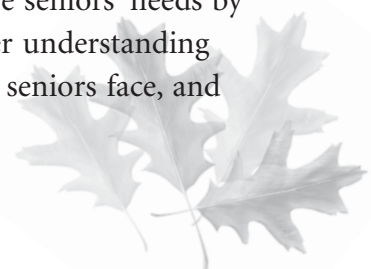 seniors' needs by
understanding
seniors face, and